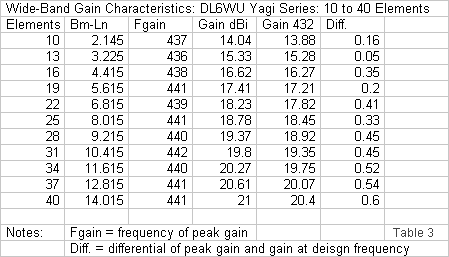 Wide-Band Gain Characteristics: DL6WU Yagi Series: 10 to 40 Elements
Elements Bm-Ln Fgain Gain dBi Gain 432 Diff.
10 2.145 437 14.04 13.88 0.16
13 3.225 436 15.33 15.28 0.05
16 4.415 438 16.62 16.27 0.35
19 5.615 441 17.41 17.21 0.2
22 6.815 439 18.23 17.82 0.41
25 8.015 441 18.78 18.45 0.33
28 9.215 440 19.37 18.92 0.45
31 10.415 442 19.8 19.35 0.45
34 11.615 440 20.27 19.75 0.52
37 12.815 441 20.61 20.07 0.54
40 14.015 441 21 20.4 0.6
Notes: Fgain = frequency of peak gain Table 3
Diff. = differential of peak gain and gain at deisgn frequency